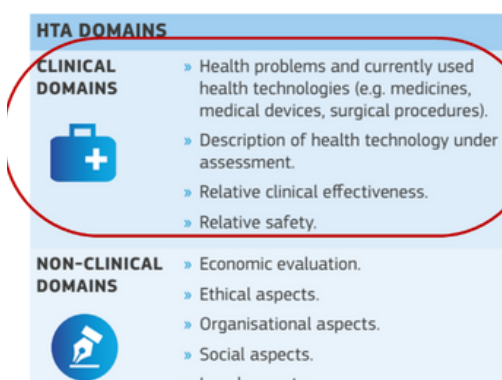 HTA DOMAINS
CLINICAL
DOMAINS
» Health problems and currently used
health technologies (e.g. medicines,
medical devices, surgical procedures).
» Description of health technology under
assessment.
» Relative clinical effectiveness.
» Relative safety.
NON-CLINICAL
DOMAINS
» Economic evaluation.
» Ethical aspects.
» Organisational aspects.
» Social aspects.